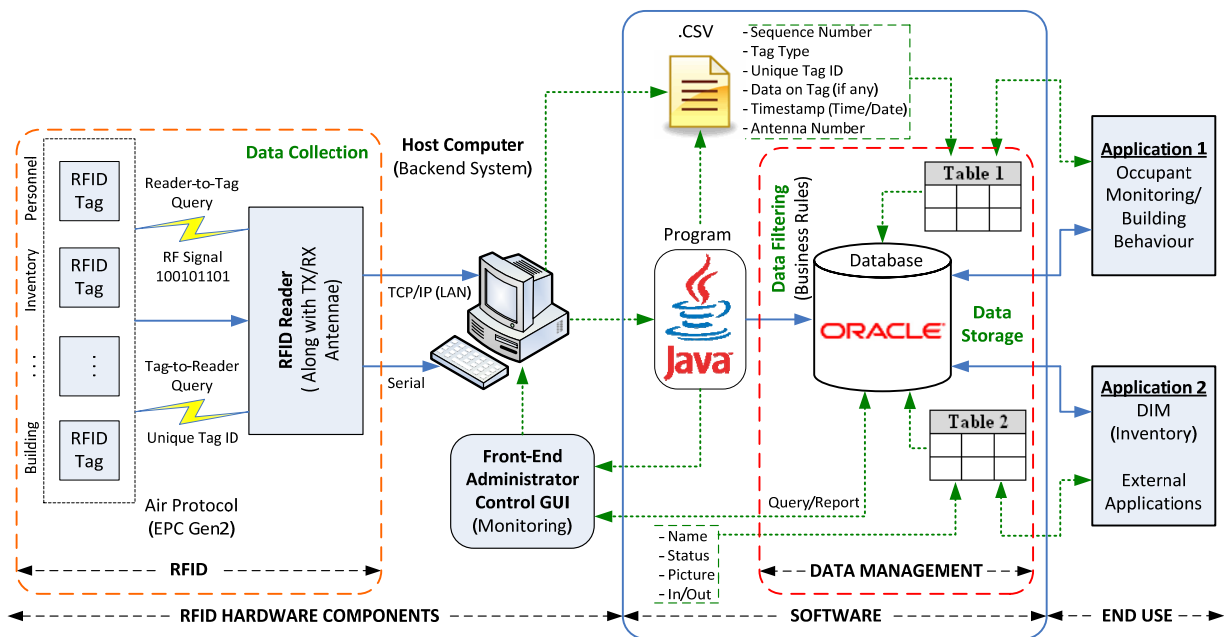 Data Collection
Personnel
Inventory
. . .
Building
RFID
Tag
RFID
Tag
. . .
RFID
Tag
Reader-to-Tag
Query
RF Signal
100101101
Tag-to-Reader
Query
Unique Tag ID
Air Protocol
(EPC Gen2)
RFID Reader
( Along with TX/RX
Antennae)
TCP/IP (LAN)
Serial
Host Computer
(Backend System)
Front-End
Administrator
Control GUI
(Monitoring)
.CSV
- Sequence Number
- Tag Type
- Unique Tag ID
- Data on Tag (if any)
- Timestamp (Time/Date)
- Antenna Number
Program
Java
Data Filtering
(Business Rules)
Table 1
Database
ORACLE
Data
Storage
Table 2
Query/Report
- Name
- Status
- Picture
- In/Out
Application 1
Occupant
Monitoring/
Building
Behaviour
Application 2
DIM
(Inventory)
External
Applications
RFID
DATA MANAGEMENT
RFID HARDWARE COMPONENTS
SOFTWARE
END USE